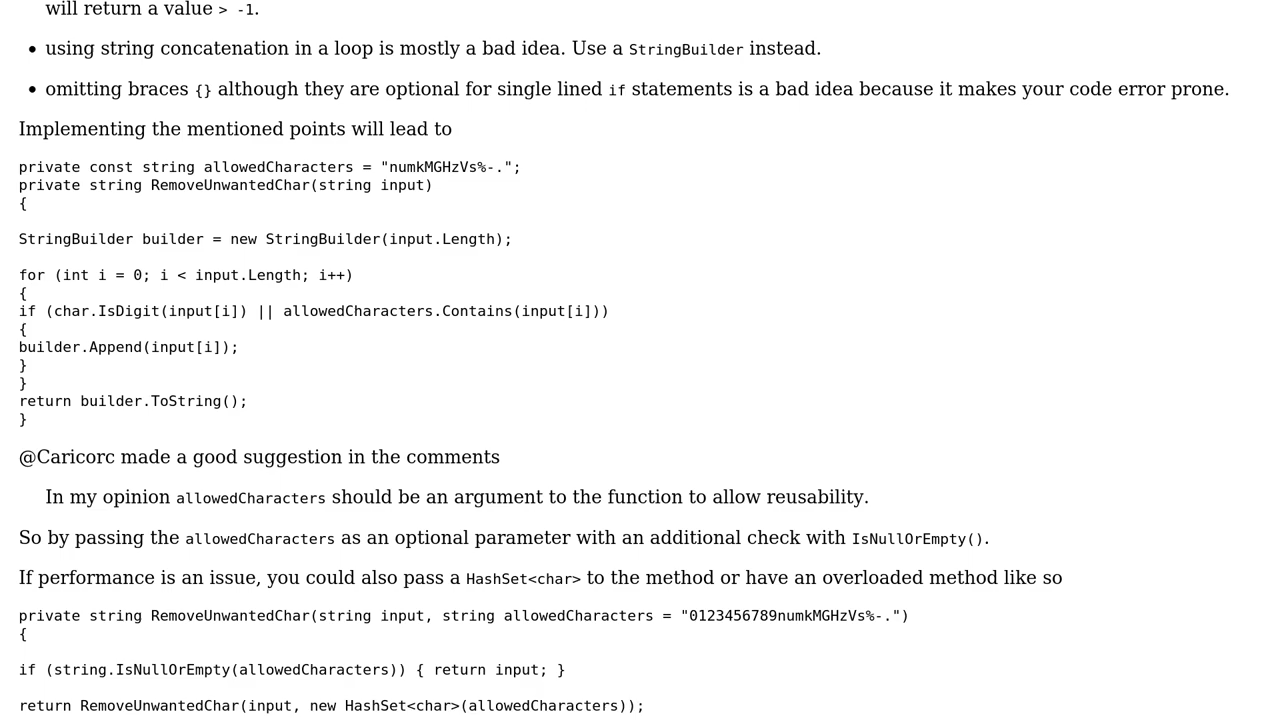 will return a value > -1.
• using string concatenation in a loop is mostly a bad idea. Use a StringBuilder instead.
• omitting braces {} although they are optional for single lined if statements is a bad idea because it makes your code error prone.
Implementing the mentioned points will lead to
private const string allowedCharacters = "numkMGHzVs%-.";
private string RemoveUnwantedChar(string input)
{
StringBuilder builder = new StringBuilder(input.Length);
for (int i = 0; i < input.Length; i++)
{
if (char.IsDigit(input[i]) || allowedCharacters.Contains(input[i]))
{
builder.Append(input[i]);
}
}
return builder.ToString();
}
@Caricorc made a good suggestion in the comments
In my opinion allowedCharacters should be an argument to the function to allow reusability.
So by passing the allowedCharacters as an optional parameter with an additional check with IsNullOrEmpty().
If performance is an issue, you could also pass a HashSet<char> to the method or have an overloaded method like so
private string RemoveUnwantedChar(string input, string allowedCharacters = "0123456789numkMGHzVs%-.")
{
if (string.IsNullOrEmpty(allowedCharacters)) { return input; }
return RemoveUnwantedChar(input, new HashSet<char>(allowedCharacters));